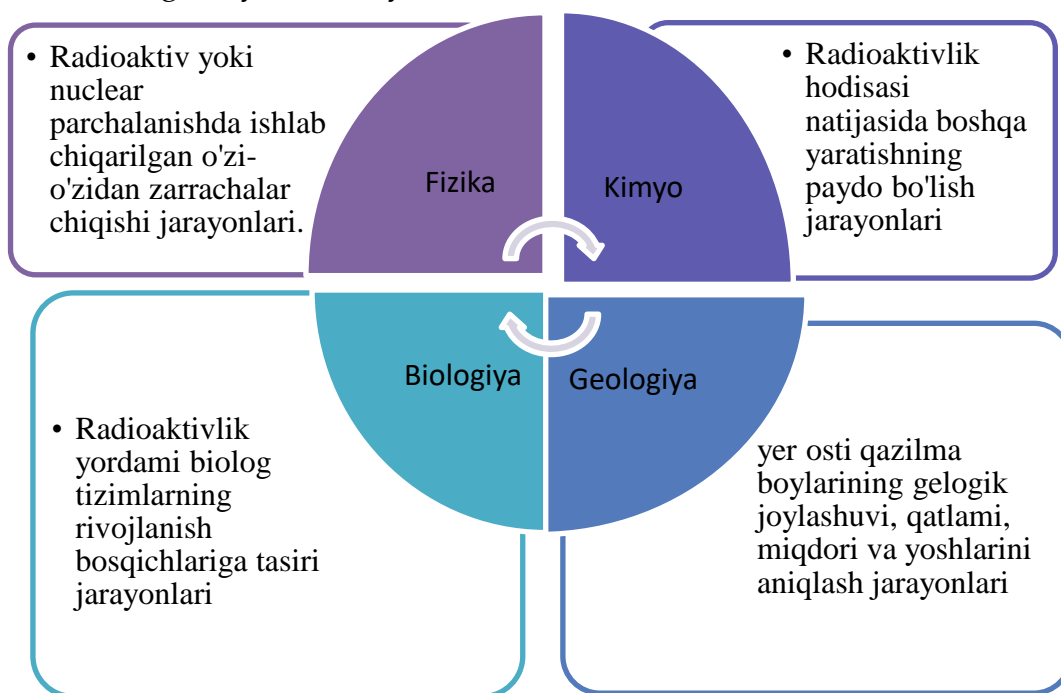 • Radioaktiv yoki
nuclear
parchalanishda ishlab
chiqarilgan o'zi-
o'zidan zarrachalar
chiqishi jarayonlari.
Fizika
Kimyo
• Radioaktivlik
hodisasi
natijasida boshqa
yaratishning
paydo bo'lish
jarayonlari
• Radioaktivlik
yordami biolog
tizimlarning
rivojlanish
bosqichlariga tasiri
jarayonlari
Biologiya
Geologiya
yer osti qazilma
boylarining gelogik
joylashuvi, qatlami,
miqdori va yoshlarini
aniqlash jarayonlari